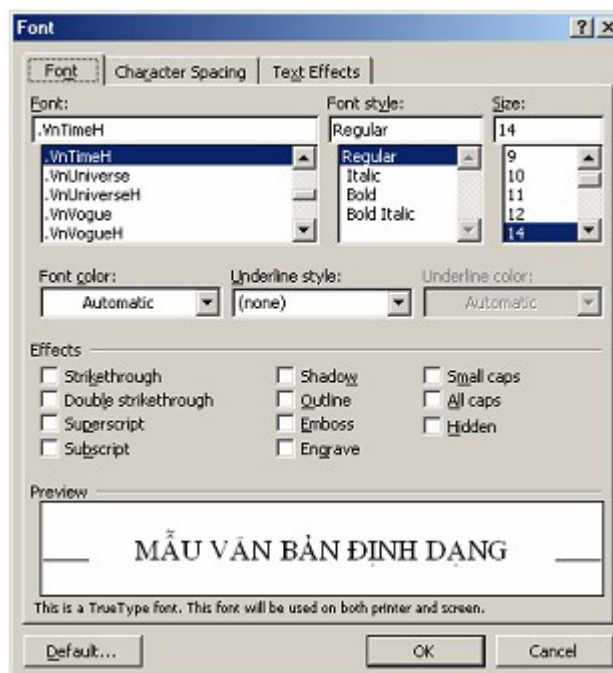 Font
Font Character Spacing Text Effects
Font: Font style: Size:
.VnTimeH Regular 14
.VnTimeH Regular 9
.VnUniverse Italic 10
.VnUniverseH Bold 11
.VnVogue Bold Italic 12
.VnVogueH 14
Font color: Underline style: Underline color:
Automatic (none) Automatic
Effects
Strikethrough Shadow Small caps
Double strikethrough Outline All caps
Superscript Emboss Hidden
Subscript Engrave
Preview
MẪU VĂN BẢN ĐỊNH DẠNG
This is a TrueType font. This font will be used on both printer and screen.
Default... OK Cancel